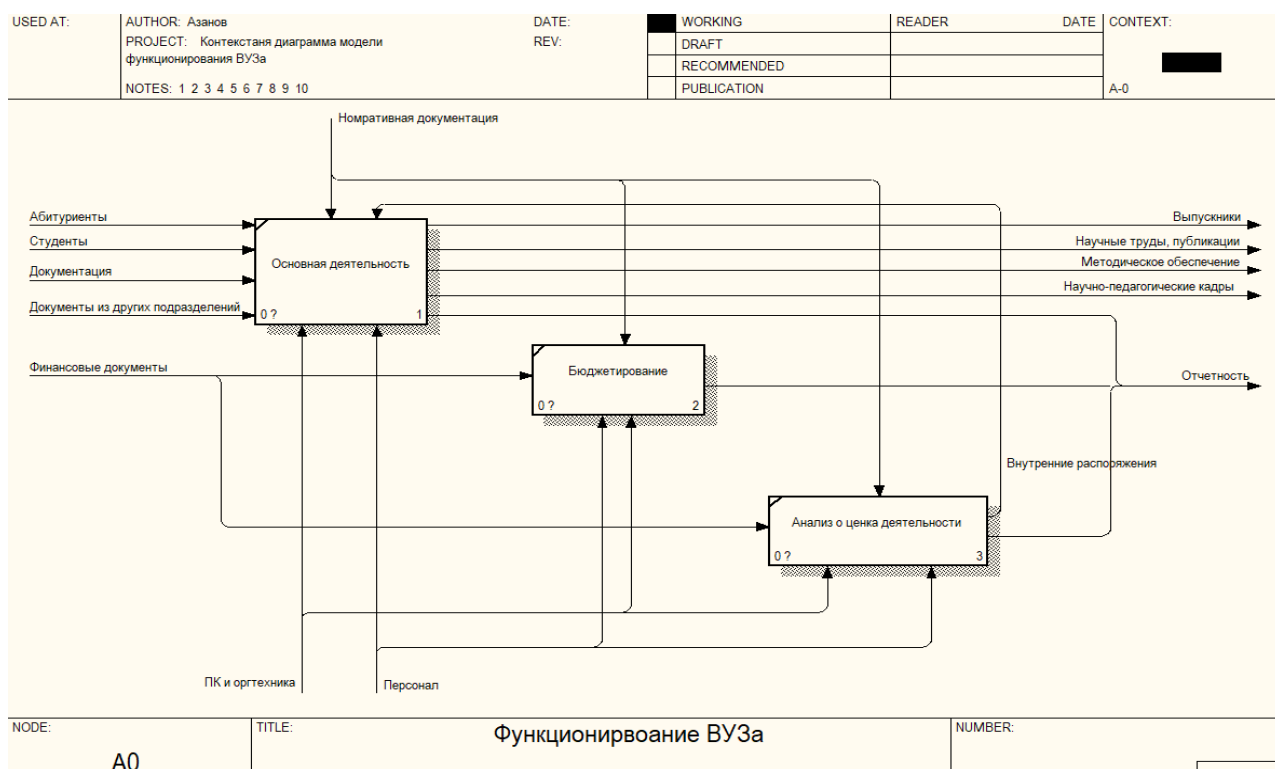 USED AT:
AUTHOR: Азанов
DATE:
WORKING
READER
DATE
CONTEXT:
PROJECT: Контекстаня диаграмма модели
REV:
DRAFT
функционирования ВУЗа
RECOMMENDED
NOTES: 1 2 3 4 5 6 7 8 9 10
PUBLICATION
A-0
Номративная документация
Абитуриенты
Выпускники
Студенты
Научные труды, публикации
Основная деятельность
Методическое обеспечение
Документация
Научно-педагогические кадры
Документы из других подразделений
0 ?
1
Финансовые документы
Бюджетирование
Отчетность
0 ?
2
Внутренние распоряжения
Анализ о ценка деятельности
0 ?
3
ПК и оргтехника
Персонал
NODE:
TITLE:
Функционирвоание ВУЗа
NUMBER:
A0